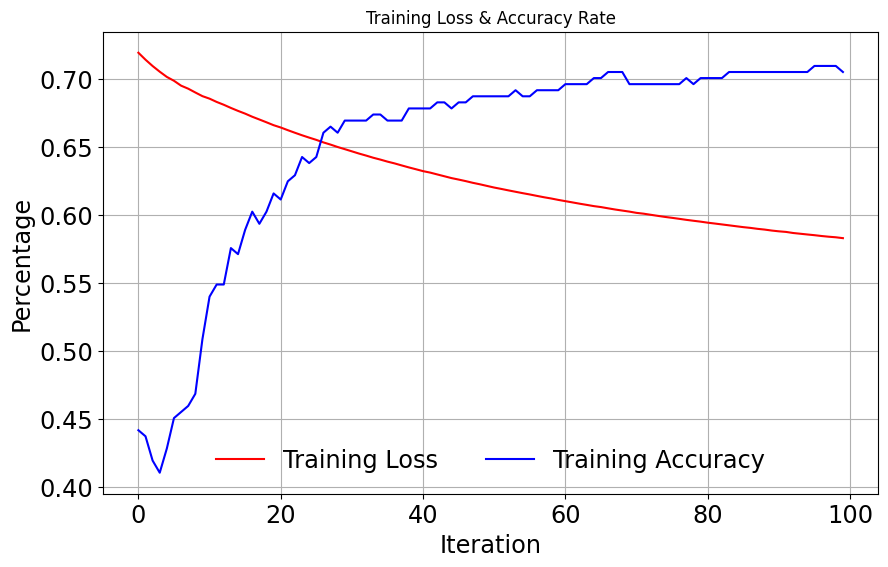 Training Loss & Accuracy Rate
Percentage
0.70
0.65
0.60
0.55
0.50
0.45
0.40
Training Loss
Training Accuracy
0 20 40 60 80 100
Iteration